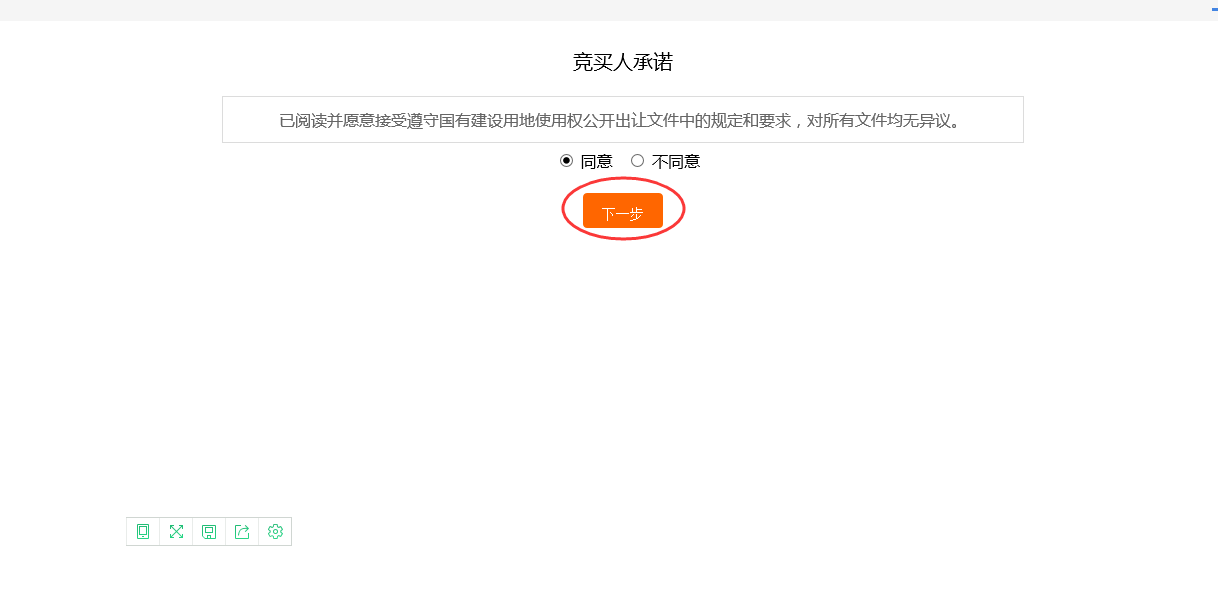 竞买人承诺
已阅读并愿意接受遵守国有建设用地使用权公开出让文件中的规定和要求，对所有文件均无异议。
同意 不同意
下一步